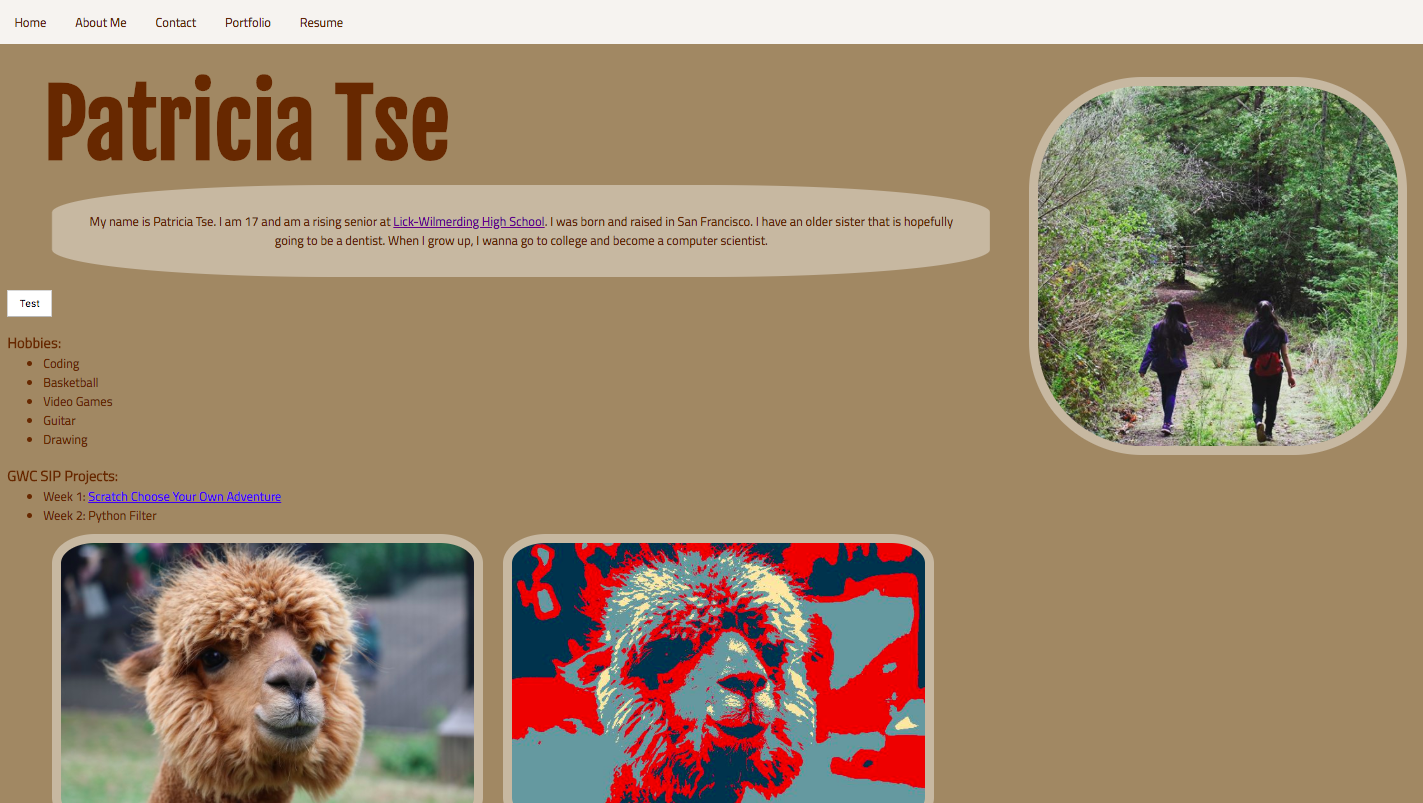 Home About Me Contact Portfolio Resume
Patricia Tse
My name is Patricia Tse. I am 17 and am a rising senior at Lick-Wilmerding High School. I was born and raised in San Francisco. I have an older sister that is hopefully
going to be a dentist. When I grow up, I wanna go to college and become a computer scientist.
Test
Hobbies:
Coding
Basketball
Video Games
Guitar
Drawing
GWC SIP Projects:
Week 1: Scratch Choose Your Own Adventure
Week 2: Python Filter